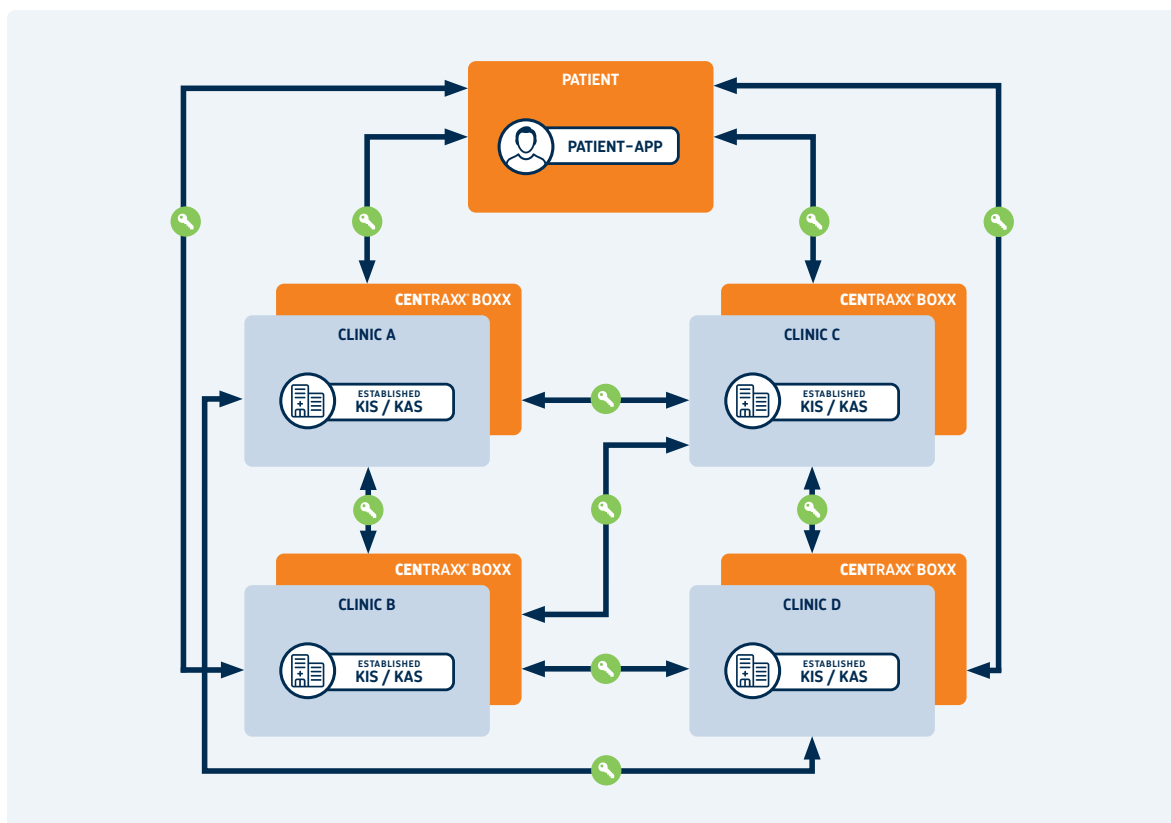 PATIENT
PATIENT-APP
CENTRAXX® BOXX
CLINIC A
ESTABLISHED
KIS / KAS
CENTRAXX® BOXX
CLINIC C
ESTABLISHED
KIS / KAS
CENTRAXX® BOXX
CLINIC B
ESTABLISHED
KIS / KAS
CENTRAXX® BOXX
CLINIC D
ESTABLISHED
KIS / KAS